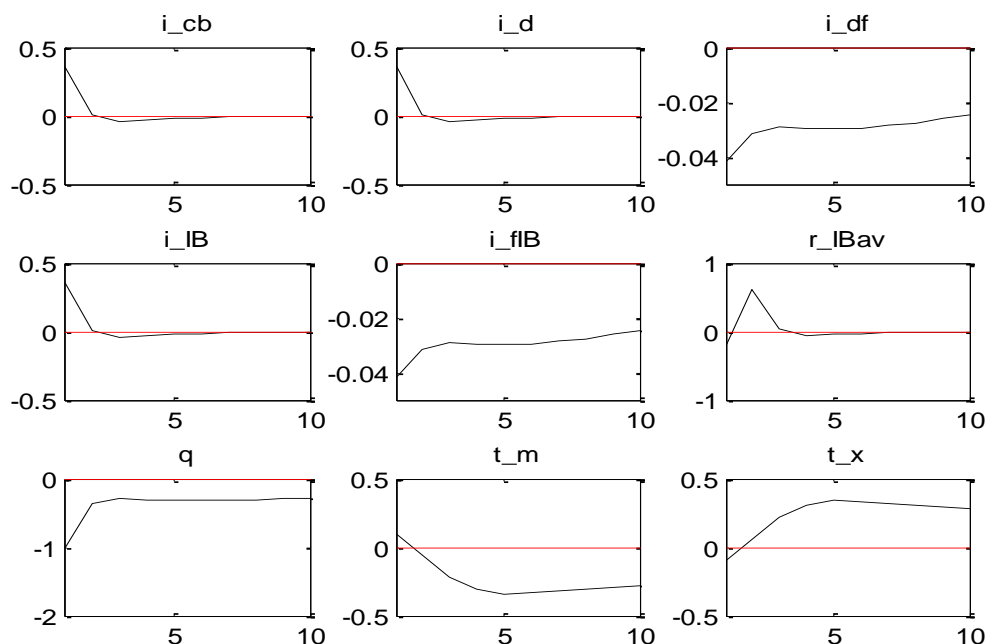 i_cb i_d i_df
0.5 0.5 0
0 0 -0.02
-0.5 -0.5 -0.04
5 10 5 10 5 10
i_IB i_fIB r_IBav
0.5 0 1
0 -0.02 0
-0.5 -0.04 -1
5 10 5 10 5 10
q t_m t_x
0 0.5 0.5
-1 0 0
-2 -0.5 -0.5
5 10 5 10 5 10